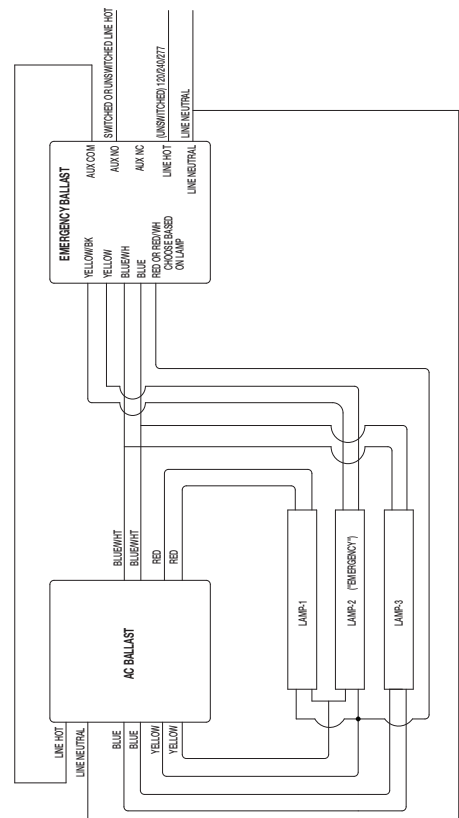 SWITCHED OR UNSWITCHED LINE HOT
(UNSWITCHED) 120/240/277
LINE NEUTRAL
EMERGENCY BALLAST
AUX COM
AUX NO
AUX NC
LINE HOT
LINE NEUTRAL
YELLOW/BK
YELLOW
BLUE/WH
BLUE
RED OR RED/WH
CHOOSE BASED
ON LAMP
BLUE/WHT
BLUE/WHT
RED
RED
AC BALLAST
LINE HOT
LINE NEUTRAL
BLUE
BLUE
YELLOW
YELLOW
LAMP-1
LAMP-2 ("EMERGENCY")
LAMP-3